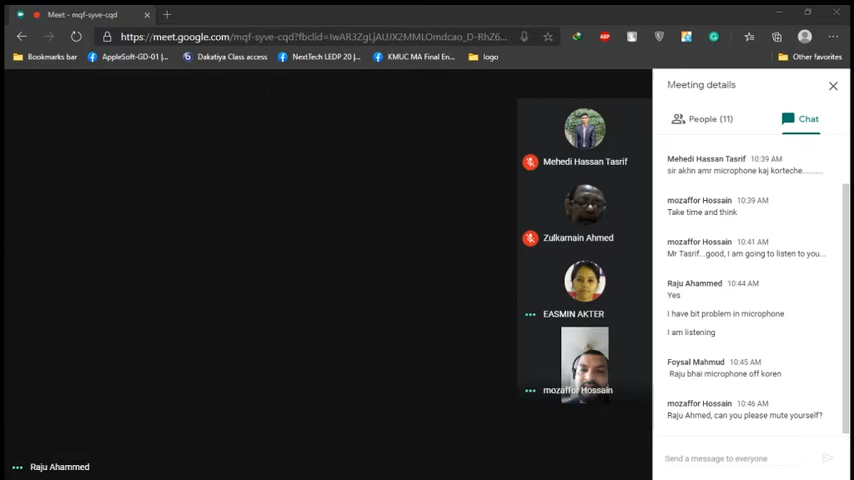 Meet - mqf-syve-cqd
https://meet.google.com/mqf-syve-cqd?fbclid=IwAR3ZgLjAUJX2MMLOmdcao_D-RhZ6...
Bookmarks bar
AppleSoft-GD-01 |...
Dakatiya Class access
NextTech LEDP 20 |...
KMUC MA Final En...
logo
Other favorites
Meeting details
People (11)
Chat
Mehedi Hassan Tasrif 10:39 AM
sir akhn amr microphone kaj korteche..........
mozaffor Hossain 10:39 AM
Take time and think
mozaffor Hossain 10:41 AM
Mr Tasrif...good, I am going to listen to you...
Raju Ahammed 10:44 AM
Yes
I have bit problem in microphone
I am listening
Foysal Mahmud 10:45 AM
Raju bhai microphone off koren
mozaffor Hossain 10:46 AM
Raju Ahmed, can you please mute yourself?
Send a message to everyone
Mehedi Hassan Tasrif
Zulkarnain Ahmed
EASMIN AKTER
mozaffor Hossain
Raju Ahammed